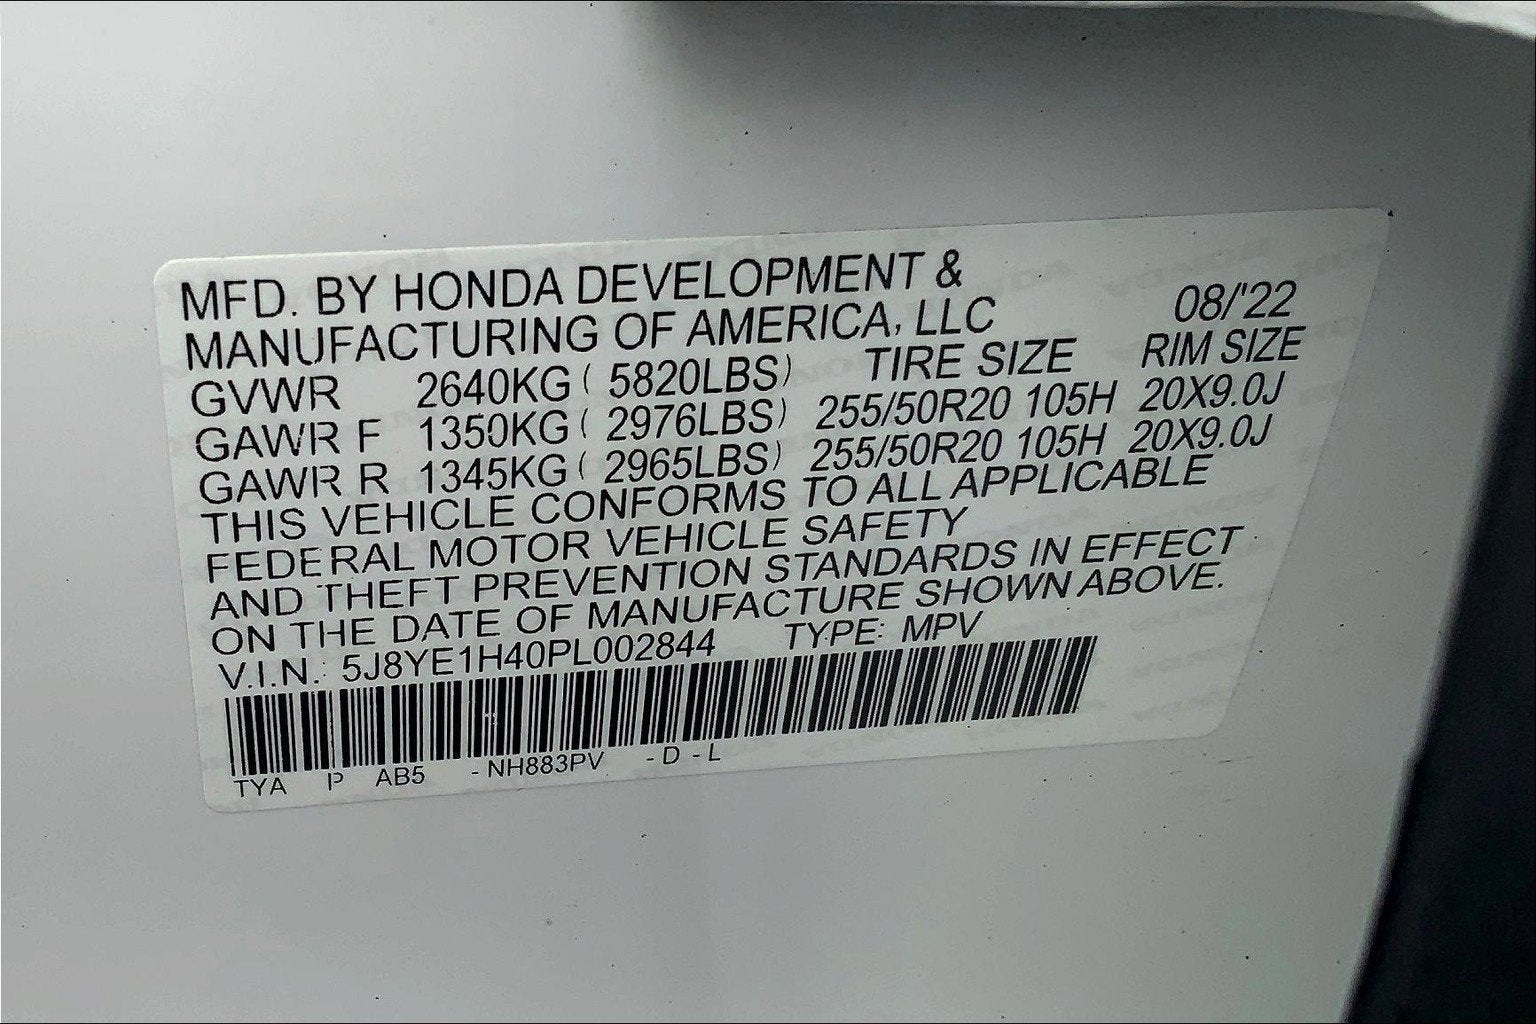 MFD. BY HONDA DEVELOPMENT &
MANUFACTURING OF AMERICA, LLC 08/'22
GVWR 2640KG ( 5820LBS) TIRE SIZE RIM SIZE
GAWR F 1350KG ( 2976LBS) 255/50R20 105H 20X9.0J
GAWR R 1345KG ( 2965LBS) 255/50R20 105H 20X9.0J
THIS VEHICLE CONFORMS TO ALL APPLICABLE
FEDERAL MOTOR VEHICLE SAFETY
AND THEFT PREVENTION STANDARDS IN EFFECT
ON THE DATE OF MANUFACTURE SHOWN ABOVE.
V.I.N.: 5J8YE1H40PL002844 TYPE: MPV
TYA P AB5 -NH883PV -D-L